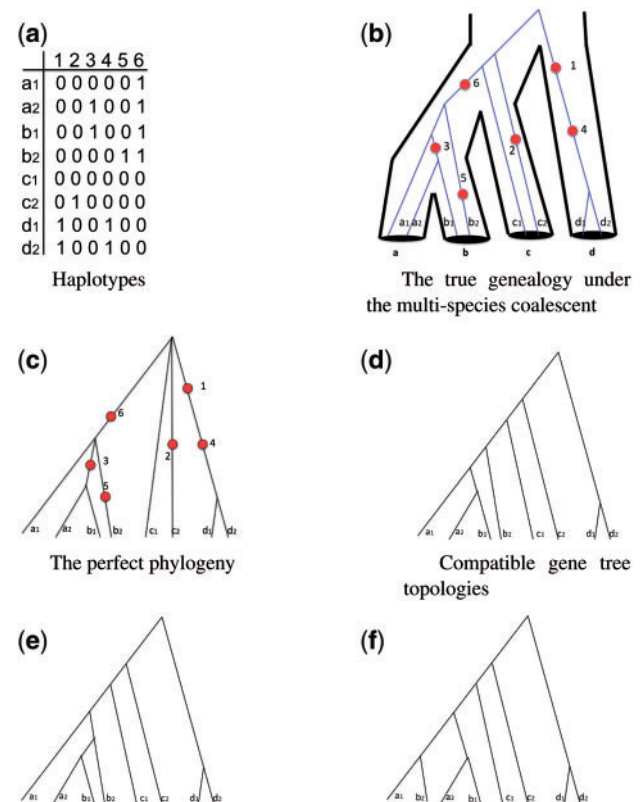 (a)
1 2 3 4 5 6
a1 0 0 0 0 0 1
a2 0 0 1 0 0 1
b1 0 0 1 0 0 1
b2 0 0 0 0 1 1
c1 0 0 0 0 0 0
c2 0 1 0 0 0 0
d1 1 0 0 1 0 0
d2 1 0 0 1 0 0
Haplotypes
(b)
1
6
4
3
2
5
a1 a2 b1 b2 c1 c2 d1 d2
a b c d
The true genealogy under
the multi-species coalescent
(c)
1
6
4
2
3
5
a1 a2 b1 b2 c1 c2 d1 d2
The perfect phylogeny
(d)
a1 a2 b1 b2 c1 c2 d1 d2
Compatible gene tree
topologies
(e)
a1 a2 b1 b2 c1 c2 d1 d2
(f)
a1 b2 a2 b1 c1 c2 d1 d2